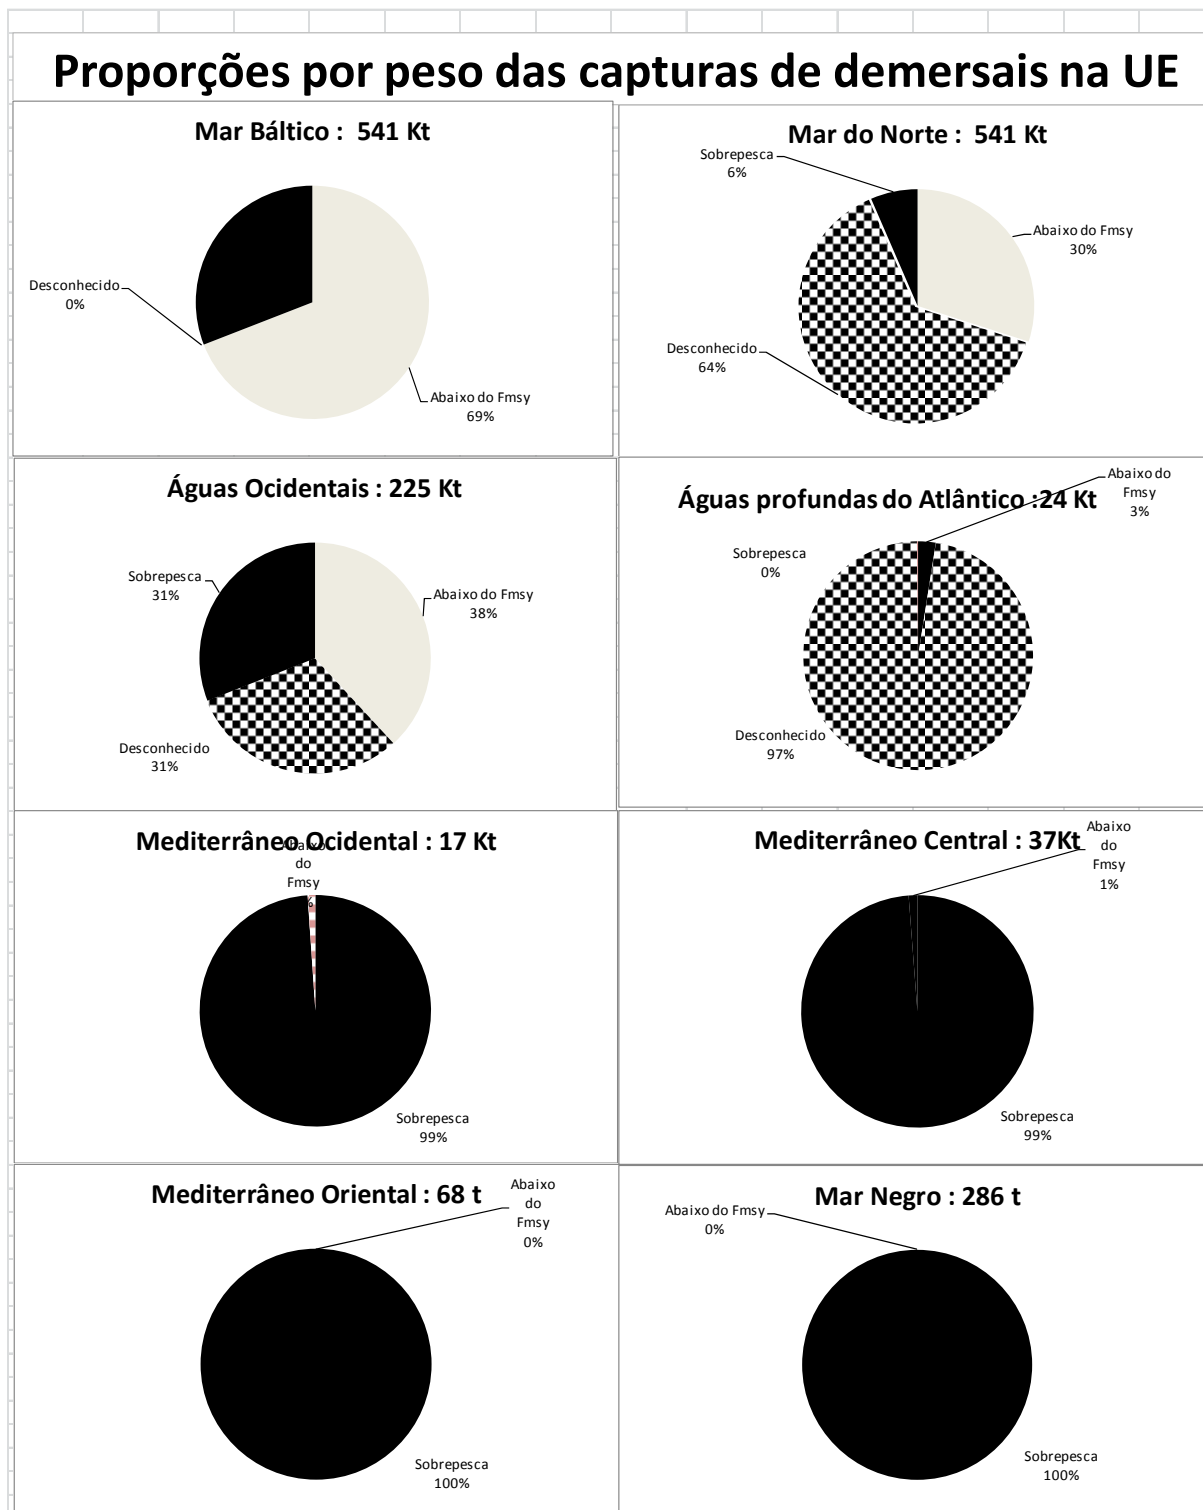 Proporções por peso das capturas de demersais na UE
Mar Báltico : 541 Kt
Desconhecido
0%
Abaixo do Fmsy
69%
Mar do Norte : 541 Kt
Sobrepesca
6%
Abaixo do Fmsy
30%
Desconhecido
64%
Águas Ocidentais : 225 Kt
Sobrepesca
31%
Abaixo do Fmsy
38%
Desconhecido
31%
Águas profundas do Atlântico :24 Kt
Abaixo do
Fmsy
3%
Sobrepesca
0%
Desconhecido
97%
Mediterrâneo Ocidental : 17 Kt
Abaixo
do
Fmsy
%
Sobrepesca
99%
Mediterrâneo Central : 37Kt
Abaixo
do
Fmsy
1%
Sobrepesca
99%
Mediterrâneo Oriental : 68 t
Abaixo
do
Fmsy
0%
Sobrepesca
100%
Mar Negro : 286 t
Abaixo do Fmsy
0%
Sobrepesca
100%